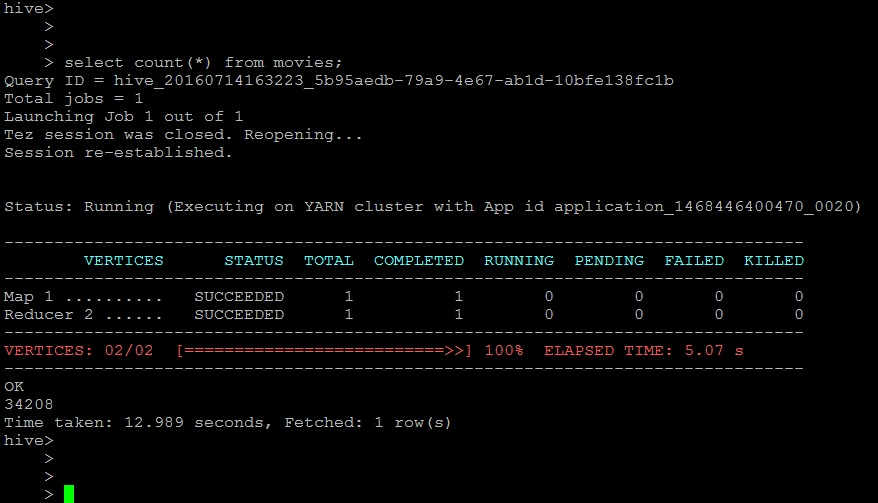 hive>
    >
    >
    > select count(*) from movies;
Query ID = hive_20160714163223_5b95aedb-79a9-4e67-ab1d-10bfe138fc1b
Total jobs = 1
Launching Job 1 out of 1
Tez session was closed. Reopening...
Session re-established.


Status: Running (Executing on YARN cluster with App id application_1468446400470_0020)

--------------------------------------------------------------------------------
        VERTICES      STATUS  TOTAL  COMPLETED  RUNNING  PENDING  FAILED  KILLED
--------------------------------------------------------------------------------
Map 1 ..........   SUCCEEDED      1          1        0        0       0       0
Reducer 2 ......   SUCCEEDED      1          1        0        0       0       0
--------------------------------------------------------------------------------
VERTICES: 02/02  [==========================>>] 100%  ELAPSED TIME: 5.07 s
--------------------------------------------------------------------------------
OK
34208
Time taken: 12.989 seconds, Fetched: 1 row(s)
hive>
    >
    >
    >